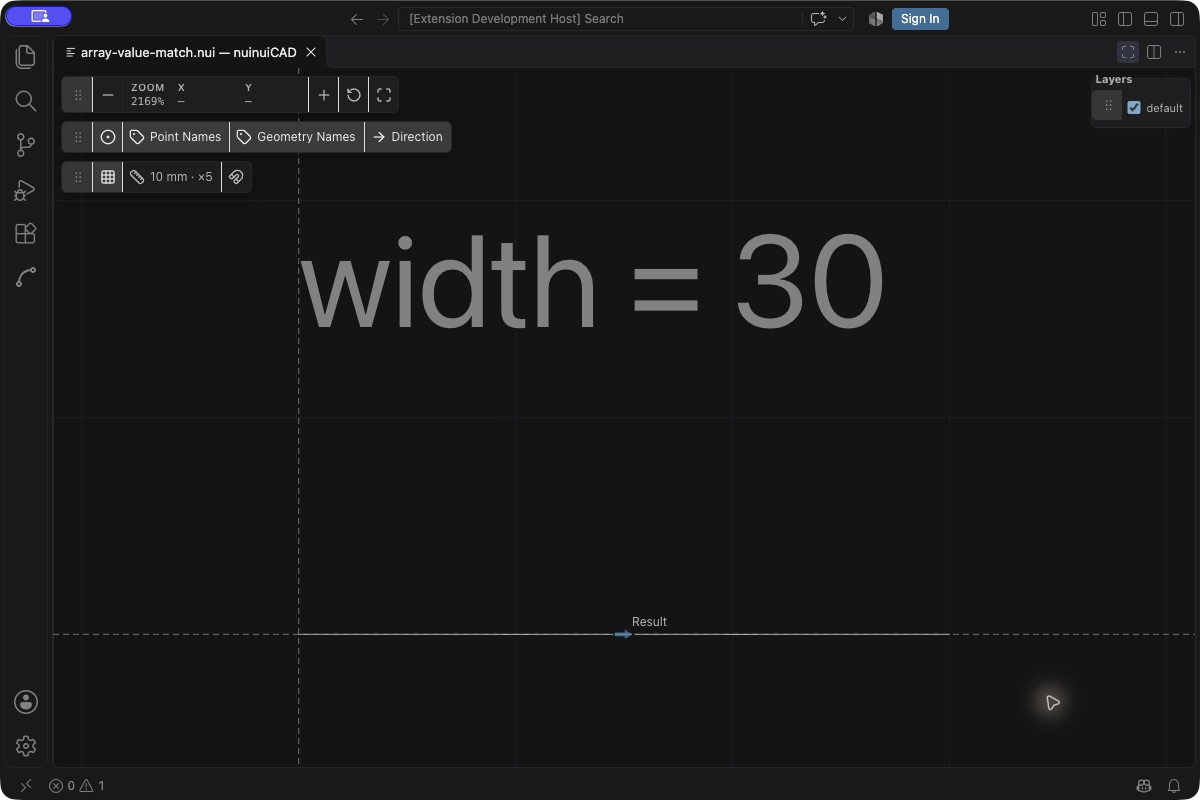 [Extension Development Host] Search
Sign In
array-value-match.nui — nuinuiCAD
ZOOM X Y
2169% – –
Point Names
Geometry Names
Direction
10 mm · ×5
Layers
default
width = 30
Result
0
1